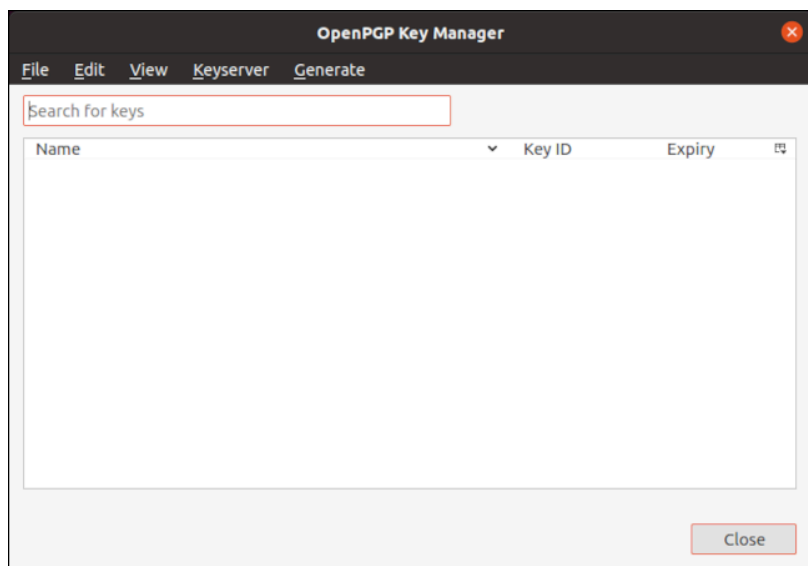 OpenPGP Key Manager
File Edit View Keyserver Generate
Search for keys
Name Key ID Expiry
Close